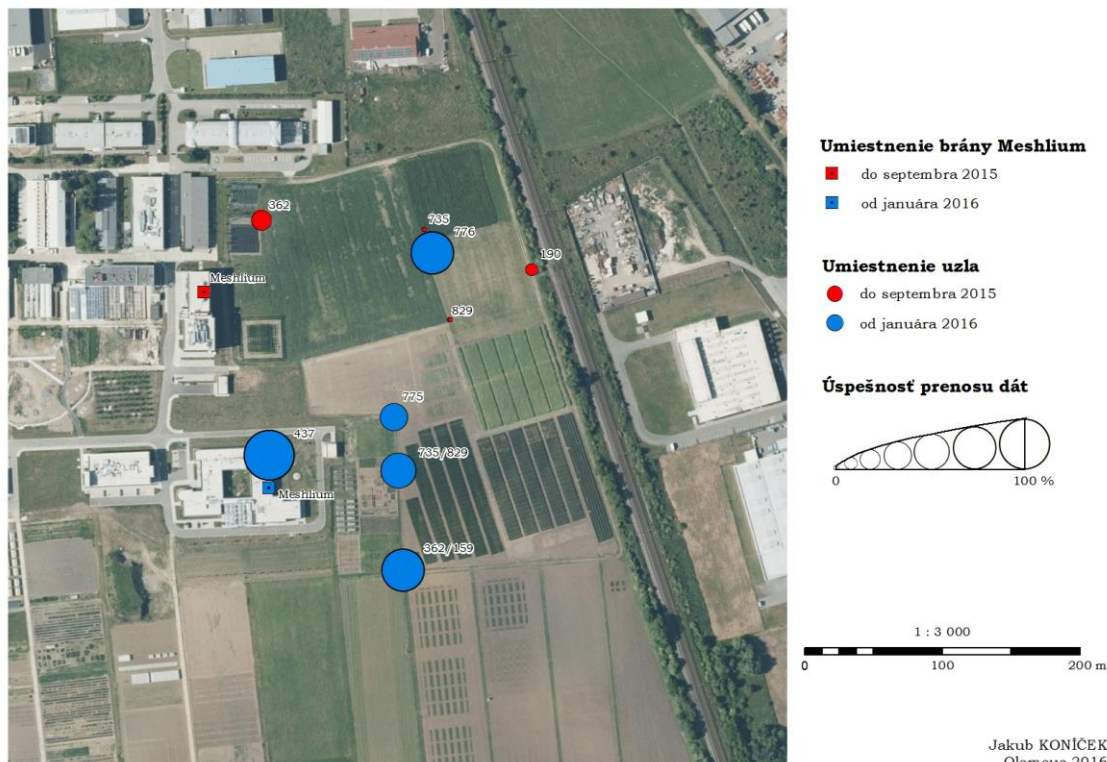 362
735
776
190
Meshlium
829
775
437
735/829
Meshlium
362/159
Umiestnenie brány Meshlium
do septembra 2015
od januára 2016
Umiestnenie uzla
do septembra 2015
od januára 2016
Úspešnosť prenosu dát
0 100 %
1 : 3 000
0 100 200 m
Jakub KONÍČEK
Olomouc 2016